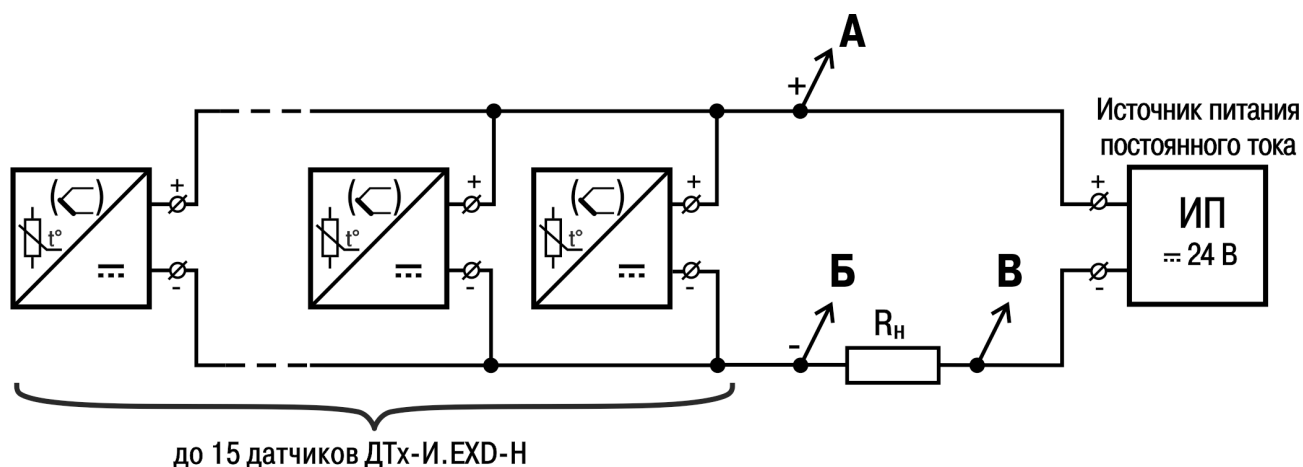 А
+
Источник питания
постоянного тока
+
t°
-
+
t°
-
+
t°
-
+
ИП
24 В
-
Б
-
Rн
В
до 15 датчиков ДТх-И.EXD-Н